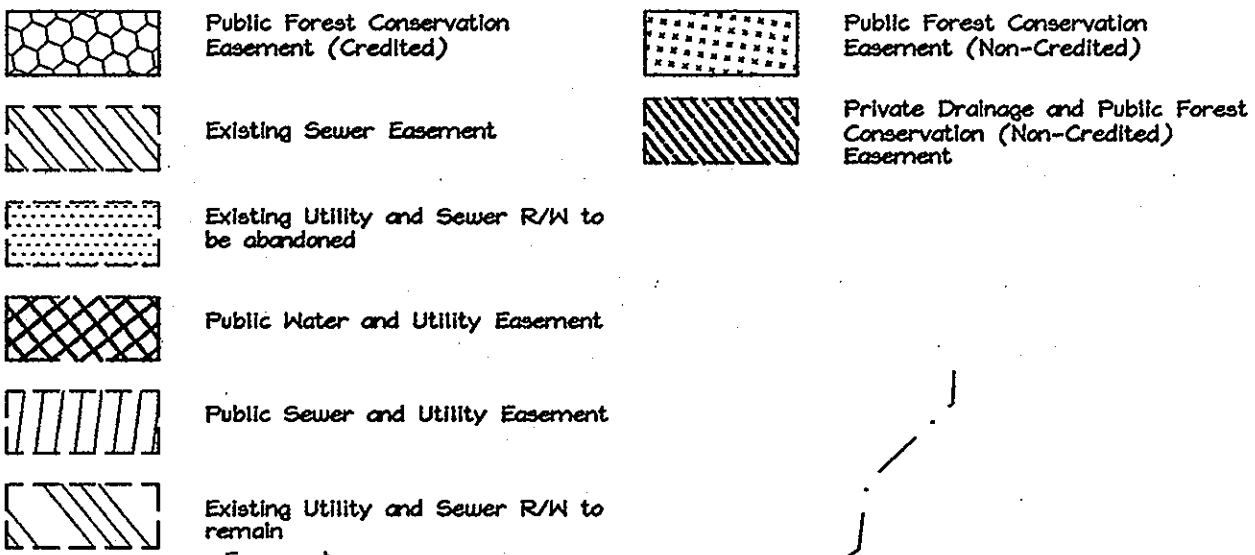 Public Forest Conservation
Easement (Credited)
Existing Sewer Easement
Existing Utility and Sewer R/W to
be abandoned
Public Water and Utility Easement
Public Sewer and Utility Easement
Existing Utility and Sewer R/W to
remain
Public Forest Conservation
Easement (Non-Credited)
Private Drainage and Public Forest
Conservation (Non-Credited)
Easement